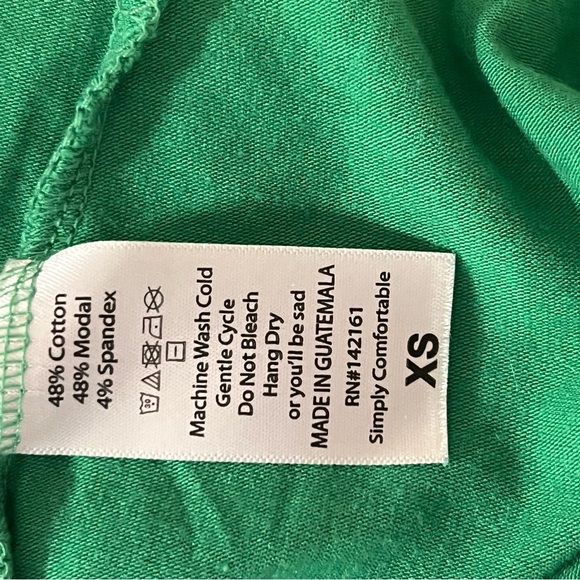 48% Cotton
48% Modal
4% Spandex
30
Machine Wash Cold
Gentle Cycle
Do Not Bleach
Hang Dry
or you'll be sad
MADE IN GUATEMALA
RN#142161
Simply Comfortable
XS